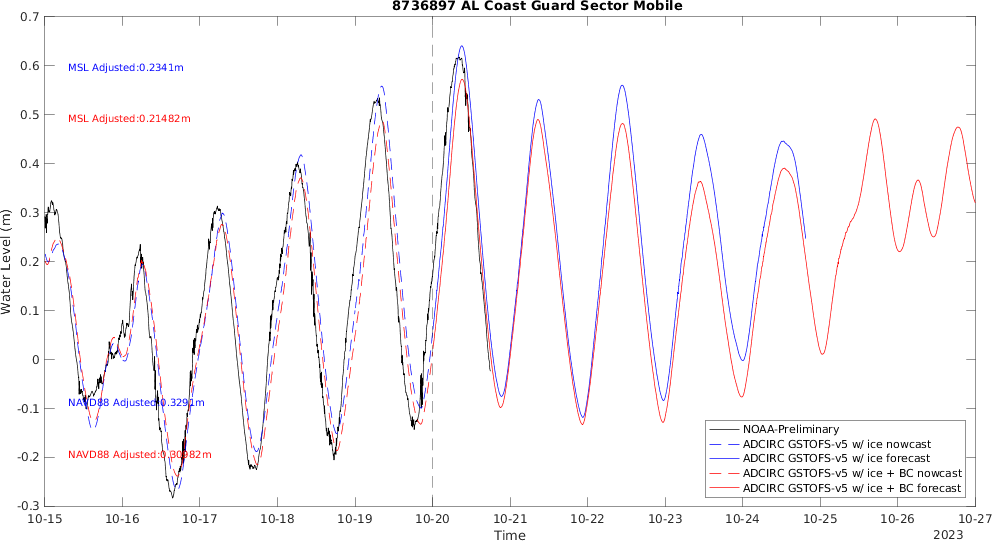 8736897 AL Coast Guard Sector Mobile
0.7
0.6
0.5
0.4
0.3
0.2
0.1
0
-0.1
-0.2
-0.3
Water Level (m)
MSL Adjusted:0.2341m
MSL Adjusted:0.21482m
NAVD88 Adjusted:0.3291m
NAVD88 Adjusted:0.30982m
NOAA-Preliminary
ADCIRC GSTOFS-v5 w/ ice nowcast
ADCIRC GSTOFS-v5 w/ ice forecast
ADCIRC GSTOFS-v5 w/ ice + BC nowcast
ADCIRC GSTOFS-v5 w/ ice + BC forecast
10-15 10-16 10-17 10-18 10-19 10-20 10-21 10-22 10-23 10-24 10-25 10-26 10-27
Time
2023